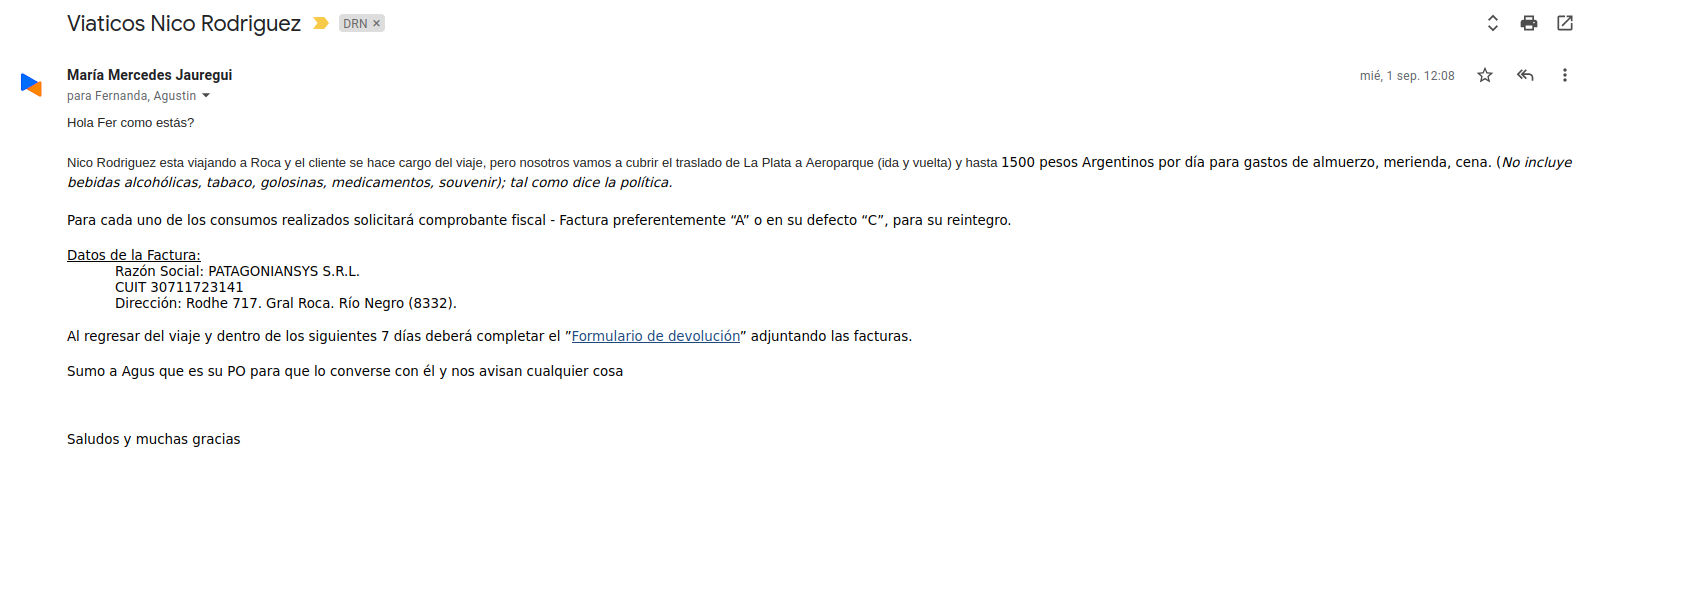 Viaticos Nico Rodriguez DRN ×
María Mercedes Jauregui mié, 1 sep. 12:08
para Fernanda, Agustin
Hola Fer como estás?
Nico Rodriguez esta viajando a Roca y el cliente se hace cargo del viaje, pero nosotros vamos a cubrir el traslado de La Plata a Aeroparque (ida y vuelta) y hasta 1500 pesos Argentinos por día para gastos de almuerzo, merienda, cena. (No incluye
bebidas alcohólicas, tabaco, golosinas, medicamentos, souvenir); tal como dice la política.
Para cada uno de los consumos realizados solicitará comprobante fiscal - Factura preferentemente “A” o en su defecto “C”, para su reintegro.
Datos de la Factura:
Razón Social: PATAGONIANSYS S.R.L.
CUIT 30711723141
Dirección: Rodhe 717. Gral Roca. Río Negro (8332).
Al regresar del viaje y dentro de los siguientes 7 días deberá completar el ”Formulario de devolución” adjuntando las facturas.
Sumo a Agus que es su PO para que lo converse con él y nos avisan cualquier cosa
Saludos y muchas gracias